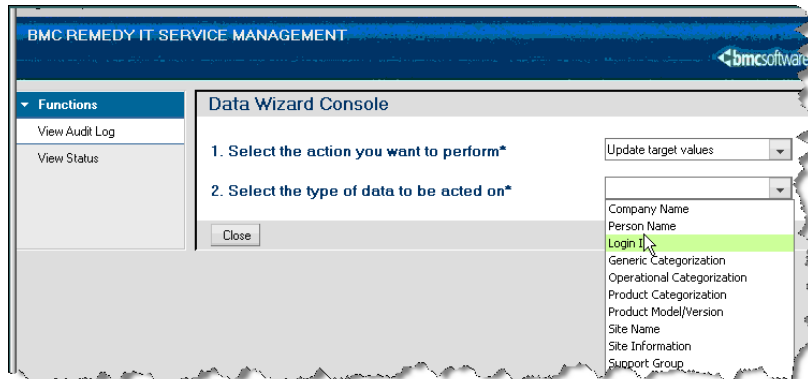 BMC REMEDY IT SERVICE MANAGEMENT
bmcsoftware
Functions
View Audit Log
View Status
Data Wizard Console
1. Select the action you want to perform*
Update target values
2. Select the type of data to be acted on*
Close
Company Name
Person Name
Login
Generic Categorization
Operational Categorization
Product Categorization
Product Model/Version
Site Name
Site Information
Support Group